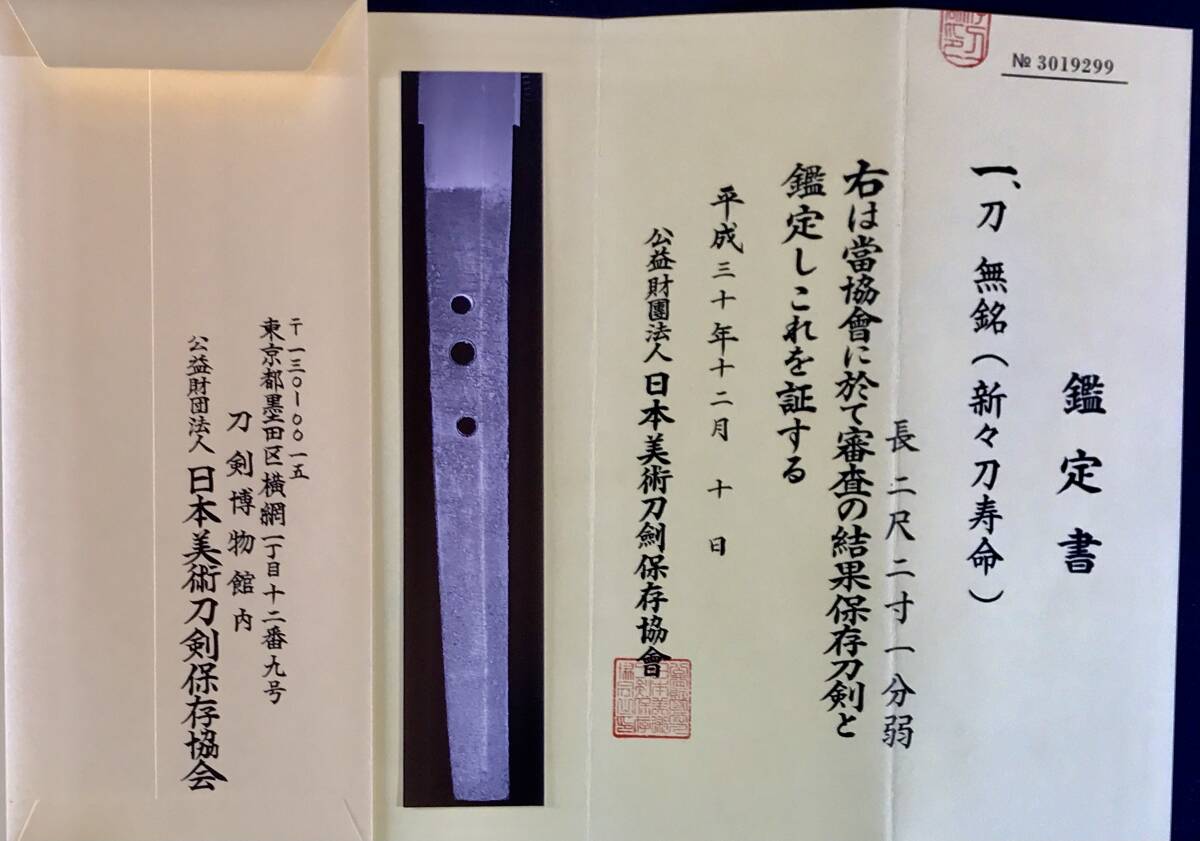 № 3019299
鑑定書
一、刀 無銘(新々刀寿命)
長 二尺二寸一分弱
右は當協會に於て審査の結果保存刀剣と
鑑定しこれを証する
平成三十年十二月 十 日
公益財團法人 日本美術刀劍保存協會
〒一三〇-〇〇一五
東京都墨田区横網一丁目十二番九号
刀剣博物館内
公益財団法人 日本美術刀剣保存協会